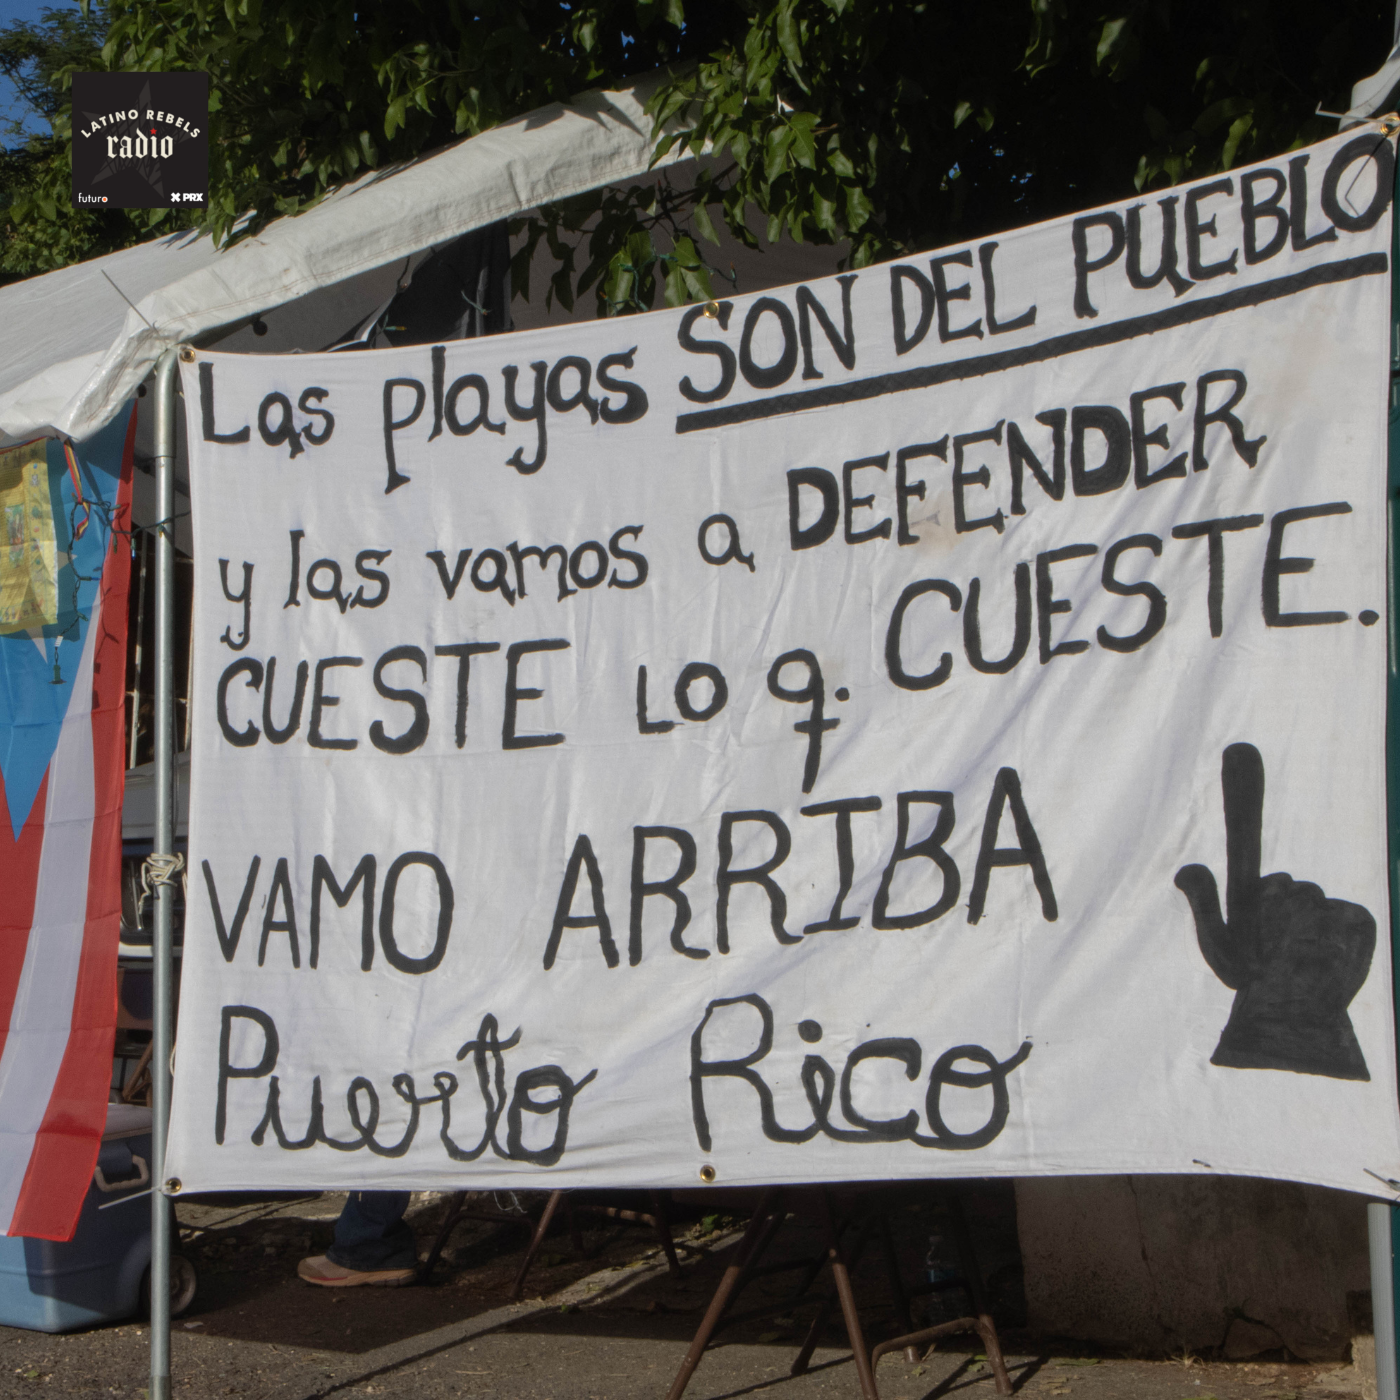 LATINO REBELS
radio
futuro
PRX
Las playas SON DEL PUEBLO
y las vamos a DEFENDER
CUESTE LO q. CUESTE.
VAMO ARRIBA
Puerto Rico